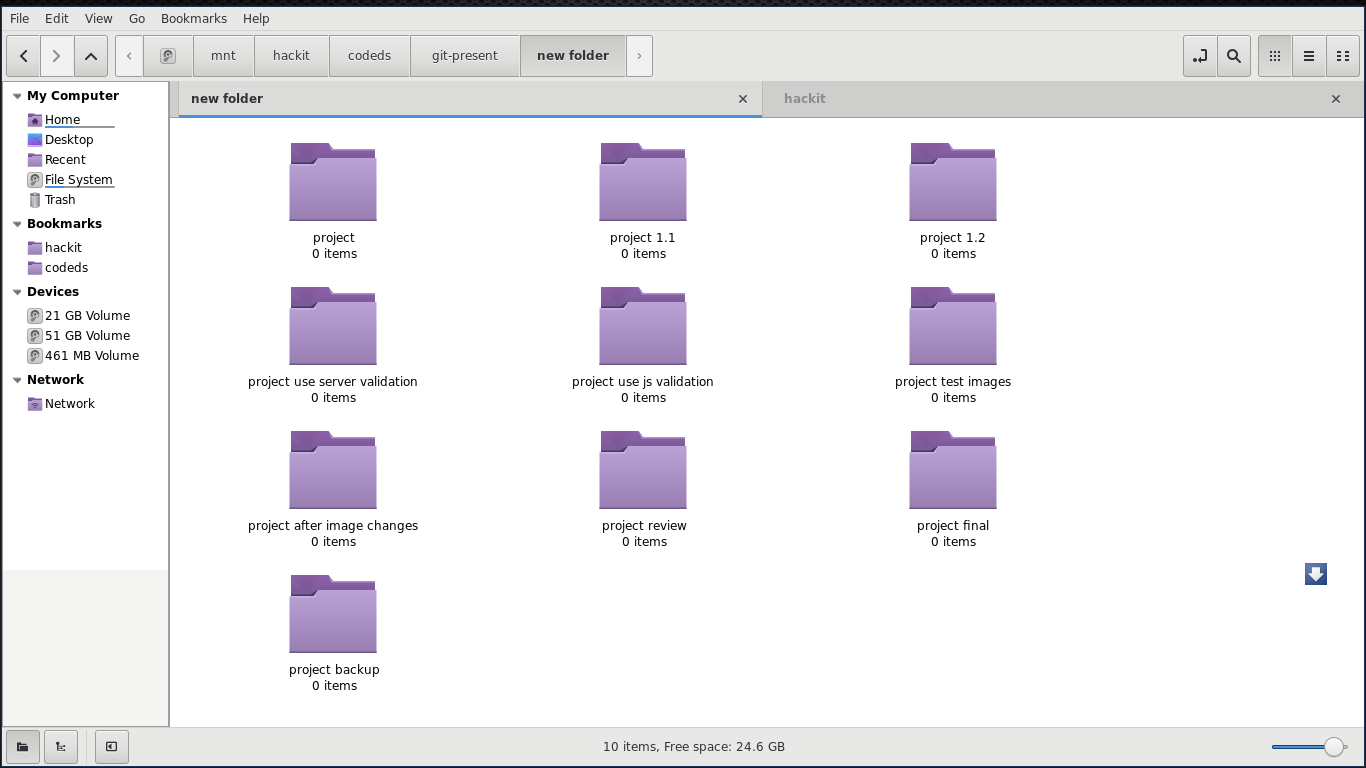 File Edit View Go Bookmarks Help
mnt hackit codeds git-present new folder
new folder hackit
My Computer
Home
Desktop
Recent
File System
Trash
Bookmarks
hackit
codeds
Devices
21 GB Volume
51 GB Volume
461 MB Volume
Network
Network
project project 1.1 project 1.2
0 items 0 items 0 items
project use server validation project use js validation project test images
0 items 0 items 0 items
project after image changes project review project final
0 items 0 items 0 items
project backup
0 items
10 items, Free space: 24.6 GB